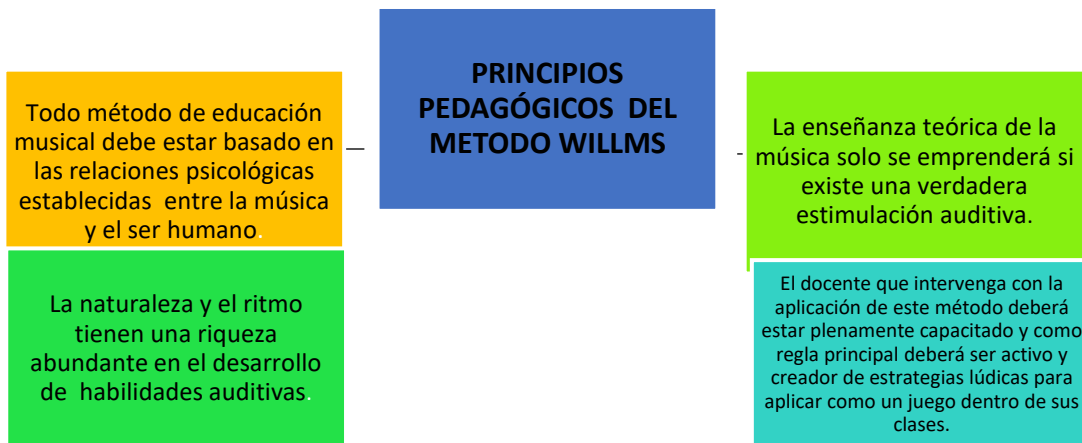 PRINCIPIOS
PEDAGÓGICOS DEL
METODO WILLMS
Todo método de educación
musical debe estar basado en
las relaciones psicológicas
establecidas entre la música
y el ser humano.
La naturaleza y el ritmo
tienen una riqueza
abundante en el desarrollo
de habilidades auditivas.
La enseñanza teórica de la
música solo se emprenderá si
existe una verdadera
estimulación auditiva.
El docente que intervenga con la
aplicación de este método deberá
estar plenamente capacitado y como
regla principal deberá ser activo y
creador de estrategias lúdicas para
aplicar como un juego dentro de sus
clases.